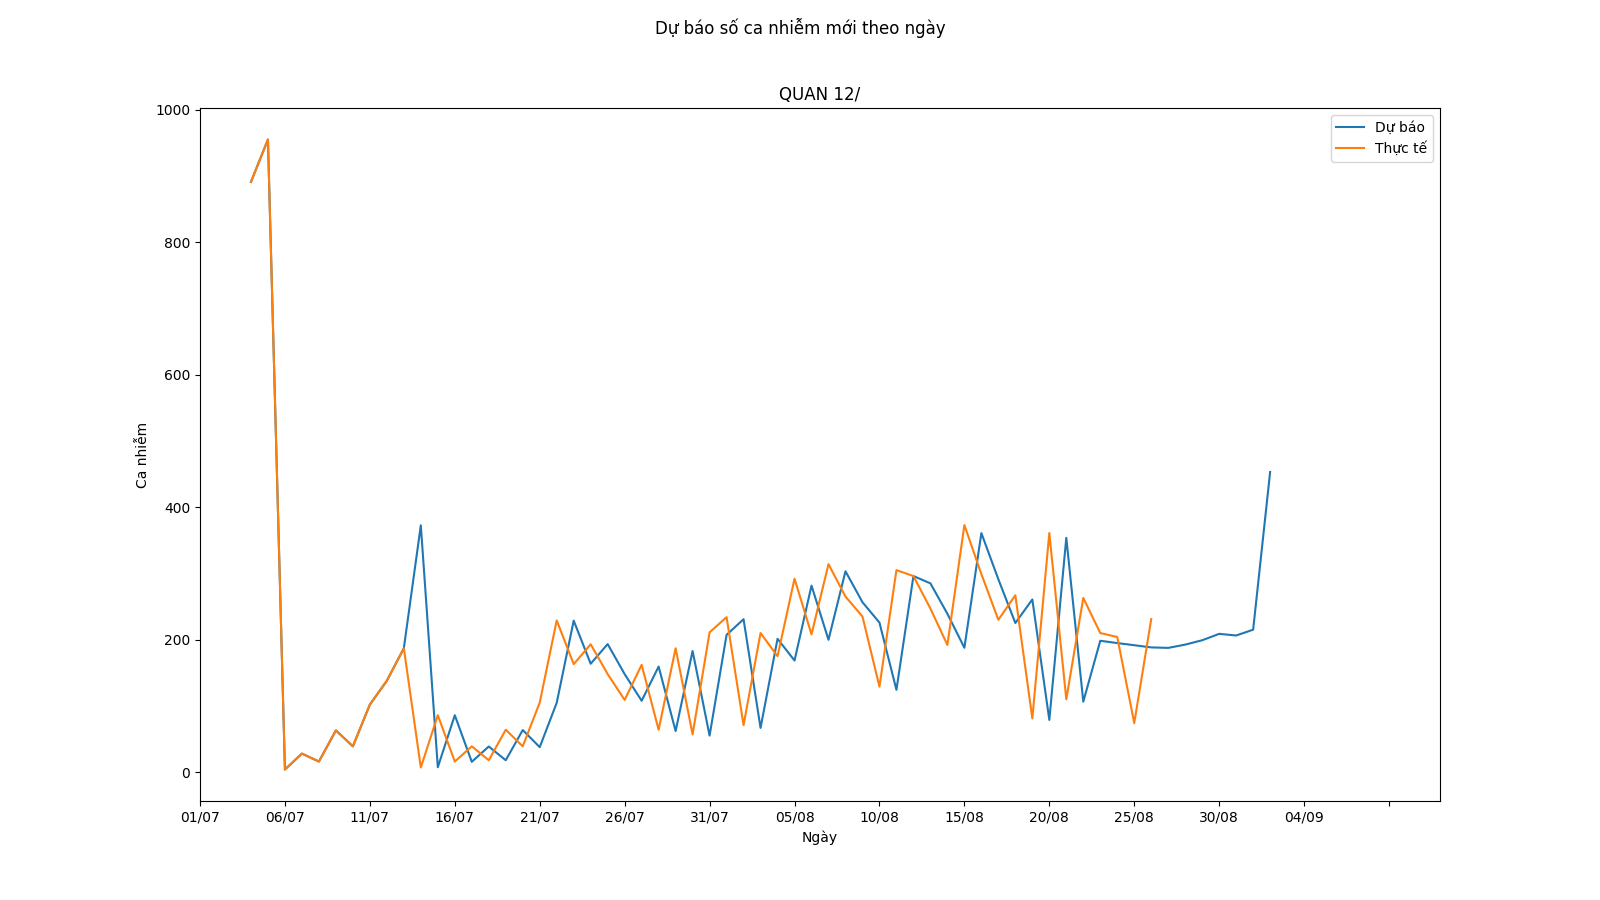 Dự báo số ca nhiễm mới theo ngày
QUAN 12/
Dự báo
Thực tế
1000
800
600
400
200
0
Ca nhiễm
01/07 06/07 11/07 16/07 21/07 26/07 31/07 05/08 10/08 15/08 20/08 25/08 30/08 04/09
Ngày